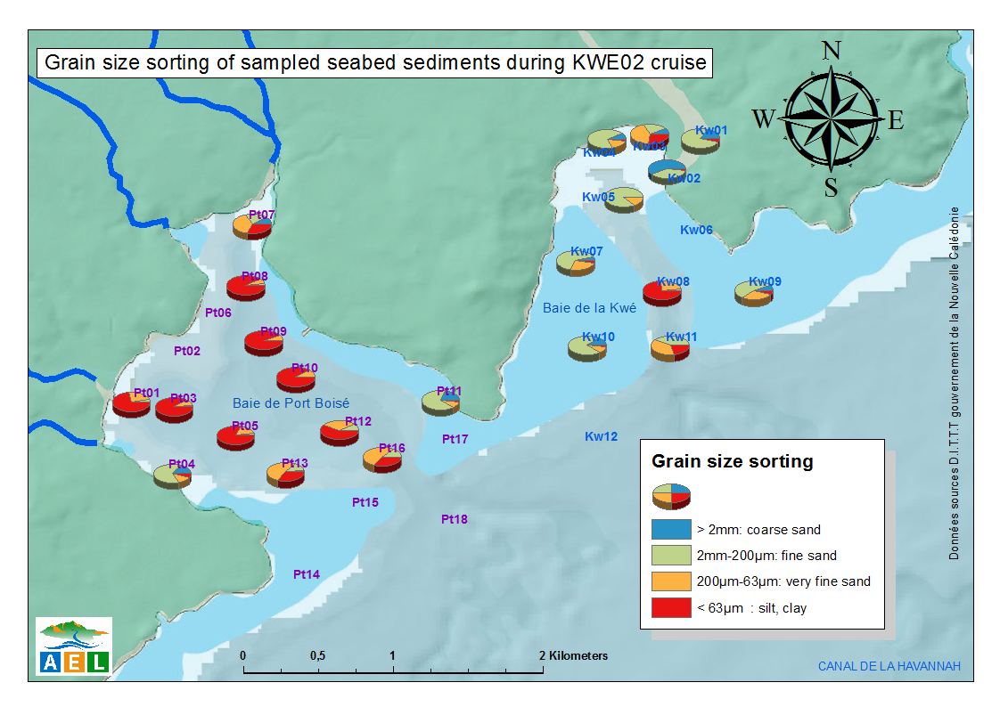 Grain size sorting of sampled seabed sediments during KWE02 cruise
N
W
E
S
Kw01
Kw03
Kw04
Kw02
Kw05
Kw06
Pt07
Kw07
Pt08
Kw08
Kw09
Pt06
Baie de la Kwé
Pt09
Kw10
Kw11
Pt02
Pt10
Pt01
Pt03
Pt11
Baie de Port Boisé
Pt12
Pt05
Kw12
Pt17
Pt16
Pt04
Pt13
Pt15
Pt18
Pt14
Grain size sorting
> 2mm: coarse sand
2mm-200µm: fine sand
200µm-63µm: very fine sand
< 63µm : silt, clay
Données sources D.I.T.T.T gouvernement de la Nouvelle Calédonie
AEL
0 0,5 1 2 Kilometers
CANAL DE LA HAVANNAH